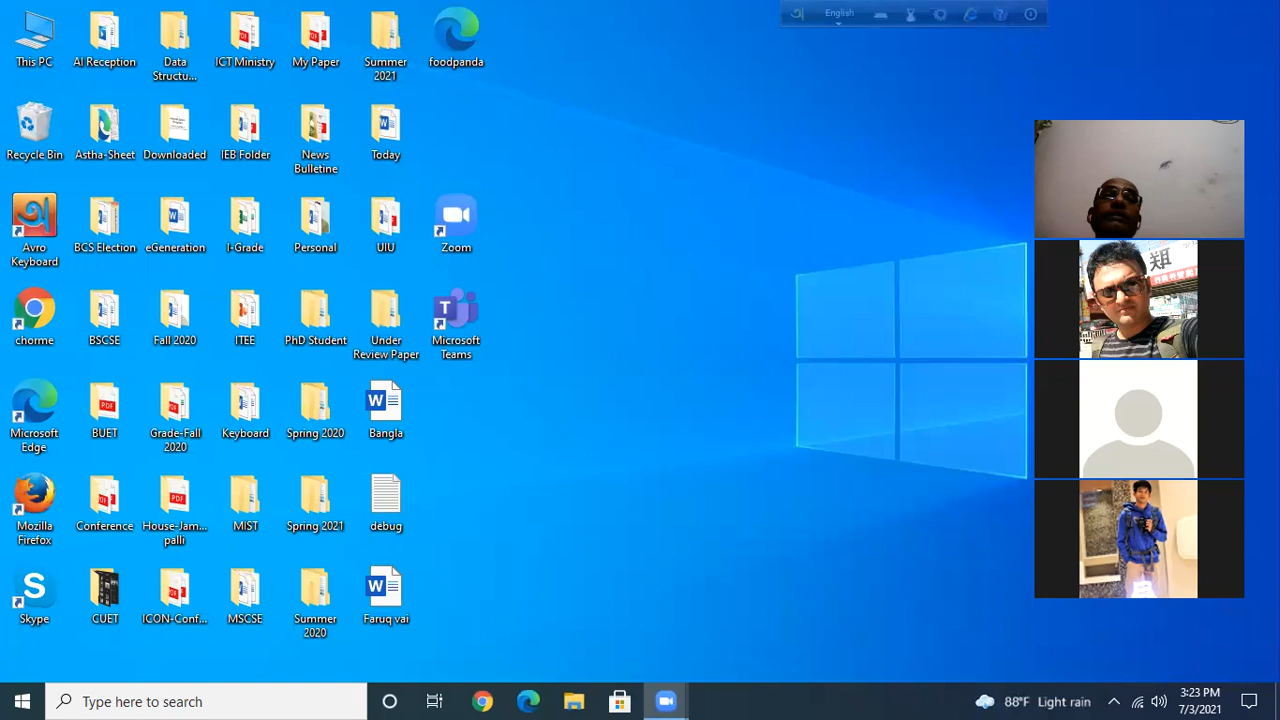 English
This PC
AI Reception
Data
Structu...
ICT Ministry
My Paper
Summer
2021
foodpanda
Recycle Bin
Astha-Sheet
Downloaded
IEB Folder
News
Bulletine
Today
Avro
Keyboard
BCS Election
eGeneration
I-Grade
Personal
UIU
Zoom
chorme
BSCSE
Fall 2020
ITEE
PhD Student
Under
Review Paper
Microsoft
Teams
Microsoft
Edge
BUET
Grade-Fall
2020
Keyboard
Spring 2020
Bangla
Mozilla
Firefox
Conference
House-Jam...
palli
MIST
Spring 2021
debug
Skype
CUET
ICON-Conf...
MSCSE
Summer
2020
Faruq vai
Type here to search
88°F Light rain
3:23 PM
7/3/2021